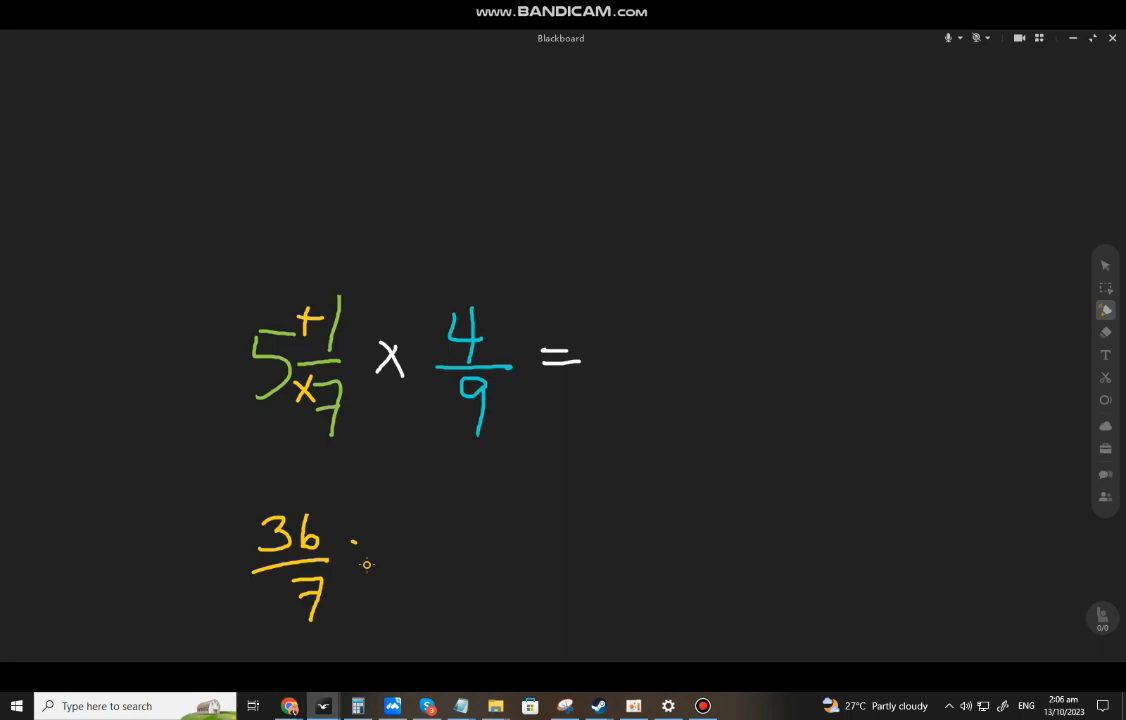 www.BANDICAM.com
Blackboard
5 + 1 x 4 =
x 7 9
36
7
0/0
Type here to search
27°C Partly cloudy
ENG
2:06 am
13/10/2023